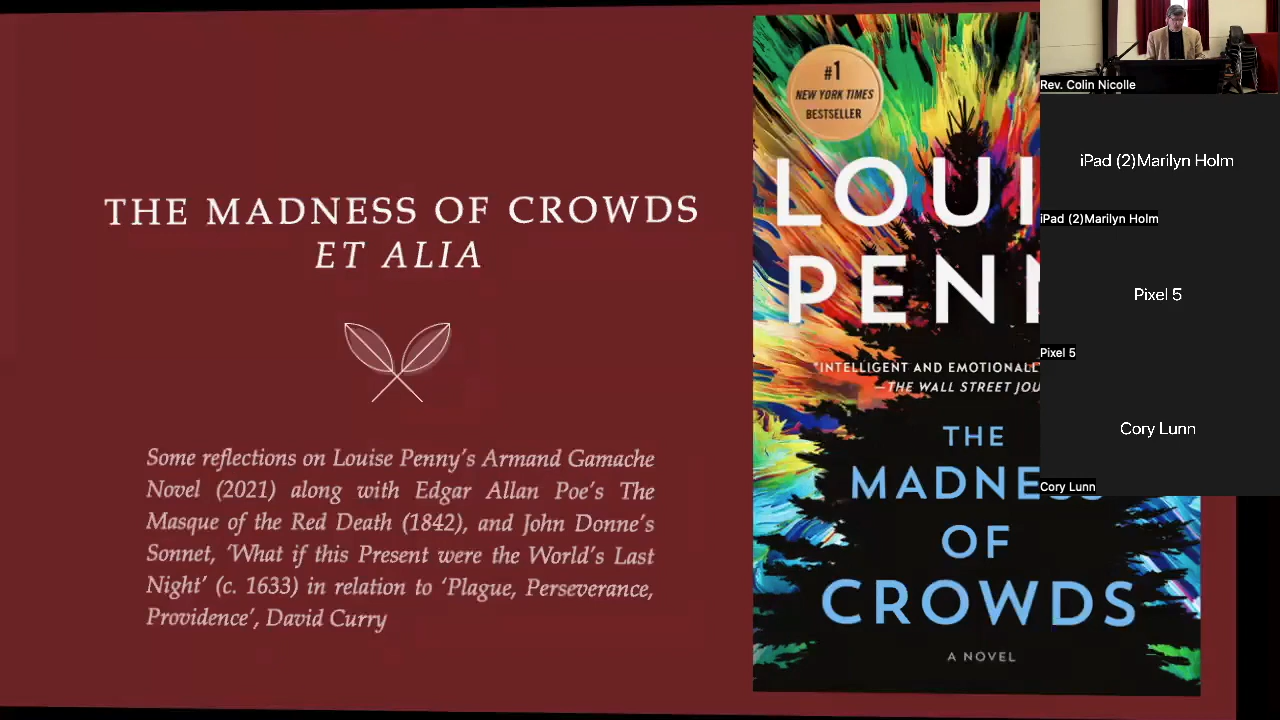 THE MADNESS OF CROWDS
ET ALIA
Some reflections on Louise Penny's Armand Gamache
Novel (2021) along with Edgar Allan Poe's The
Masque of the Red Death (1842), and John Donne's
Sonnet, 'What if this Present were the World's Last
Night' (c. 1633) in relation to 'Plague, Perseverance,
Providence', David Curry
#1
NEW YORK TIMES
BESTSELLER
LOUI
PENN
"INTELLIGENT AND EMOTIONALL
—THE WALL STREET JOU
THE
MADNE
OF
CROWDS
A NOVEL
Rev. Colin Nicolle
iPad (2)Marilyn Holm
iPad (2)Marilyn Holm
Pixel 5
Pixel 5
Cory Lunn
Cory Lunn